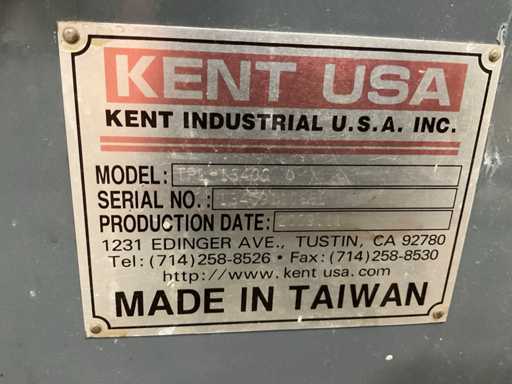 KENT USA
KENT INDUSTRIAL U.S.A. INC.
MODEL:
SERIAL NO.:
PRODUCTION DATE:
1231 EDINGER AVE., TUSTIN, CA 92780
Tel: (714) 258-8526 • Fax: (714) 258-8530
http://www.kent usa.com
MADE IN TAIWAN